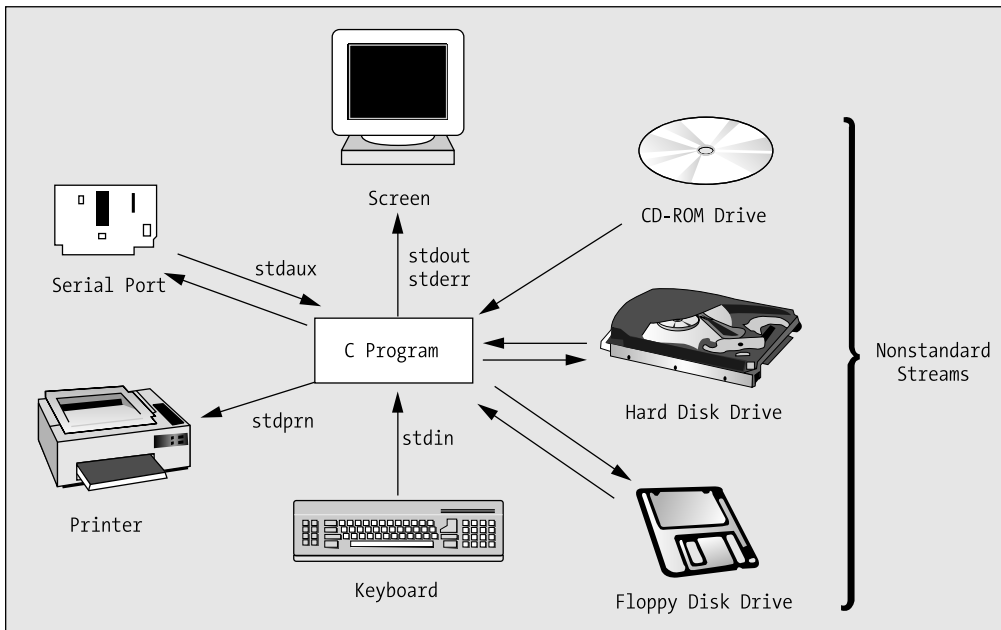 Screen
CD-ROM Drive
Serial Port
stdaux
stdout
stderr
C Program
Hard Disk Drive
Nonstandard
Streams
stdprn
stdin
Printer
Keyboard
Floppy Disk Drive